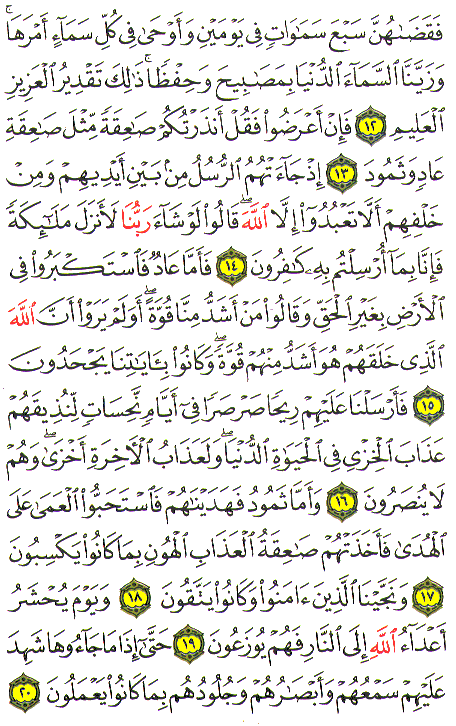 فَقَضَىٰهُنَّ سَبْعَ سَمَٰوَاتٍ فِى يَوْمَيْنِ وَأَوْحَىٰ فِى كُلِّ سَمَآءٍ أَمْرَهَا ۚ
وَزَيَّنَّا ٱلسَّمَآءَ ٱلدُّنْيَا بِمَصَٰبِيحَ وَحِفْظًا ۚ ذَٰلِكَ تَقْدِيرُ ٱلْعَزِيزِ
ٱلْعَلِيمِ ١٢ فَإِنْ أَعْرَضُوا۟ فَقُلْ أَنذَرْتُكُمْ صَٰعِقَةً مِّثْلَ صَٰعِقَةِ
عَادٍ وَثَمُودَ ١٣ إِذْ جَآءَتْهُمُ ٱلرُّسُلُ مِنۢ بَيْنِ أَيْدِيهِمْ وَمِنْ
خَلْفِهِمْ أَلَّا تَعْبُدُوٓا۟ إِلَّا ٱللَّهَ ۖ قَالُوا۟ لَوْ شَآءَ رَبُّنَا لَأَنزَلَ مَلَٰٓئِكَةً
فَإِنَّا بِمَآ أُرْسِلْتُم بِهِۦ كَٰفِرُونَ ١٤ فَأَمَّا عَادٌ فَٱسْتَكْبَرُوا۟ فِى
ٱلْأَرْضِ بِغَيْرِ ٱلْحَقِّ وَقَالُوا۟ مَنْ أَشَدُّ مِنَّا قُوَّةً ۖ أَوَلَمْ يَرَوْا۟ أَنَّ ٱللَّهَ
ٱلَّذِى خَلَقَهُمْ هُوَ أَشَدُّ مِنْهُمْ قُوَّةً ۖ وَكَانُوا۟ بِـَٔايَٰتِنَا يَجْحَدُونَ
١٥ فَأَرْسَلْنَا عَلَيْهِمْ رِيحًا صَرْصَرًا فِىٓ أَيَّامٍ نَّحِسَاتٍ لِّنُذِيقَهُمْ
عَذَابَ ٱلْخِزْىِ فِى ٱلْحَيَوٰةِ ٱلدُّنْيَا ۖ وَلَعَذَابُ ٱلْءَاخِرَةِ أَخْزَىٰ ۖ وَهُمْ
لَا يُنصَرُونَ ١٦ وَأَمَّا ثَمُودُ فَهَدَيْنَٰهُمْ فَٱسْتَحَبُّوا۟ ٱلْعَمَىٰ عَلَى
ٱلْهُدَىٰ فَأَخَذَتْهُمْ صَٰعِقَةُ ٱلْعَذَابِ ٱلْهُونِ بِمَا كَانُوا۟ يَكْسِبُونَ
١٧ وَنَجَّيْنَا ٱلَّذِينَ ءَامَنُوا۟ وَكَانُوا۟ يَتَّقُونَ ١٨ وَيَوْمَ يُحْشَرُ
أَعْدَآءُ ٱللَّهِ إِلَى ٱلنَّارِ فَهُمْ يُوزَعُونَ ١٩ حَتَّىٰٓ إِذَا مَا جَآءُوهَا شَهِدَ
عَلَيْهِمْ سَمْعُهُمْ وَأَبْصَٰرُهُمْ وَجُلُودُهُم بِمَا كَانُوا۟ يَعْمَلُونَ ٢٠